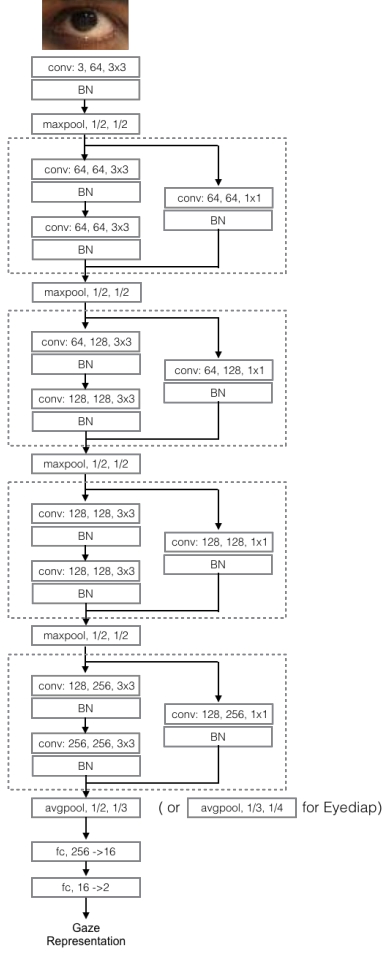 conv: 3, 64, 3x3
BN
maxpool, 1/2, 1/2
conv: 64, 64, 3x3
BN
conv: 64, 64, 3x3
BN
conv: 64, 64, 1x1
BN
maxpool, 1/2, 1/2
conv: 64, 128, 3x3
BN
conv: 128, 128, 3x3
BN
conv: 64, 128, 1x1
BN
maxpool, 1/2, 1/2
conv: 128, 128, 3x3
BN
conv: 128, 128, 3x3
BN
conv: 128, 128, 1x1
BN
maxpool, 1/2, 1/2
conv: 128, 256, 3x3
BN
conv: 256, 256, 3x3
BN
conv: 128, 256, 1x1
BN
avgpool, 1/2, 1/3 ( or avgpool, 1/3, 1/4 for Eyediap)
fc, 256 ->16
fc, 16 ->2
Gaze
Representation